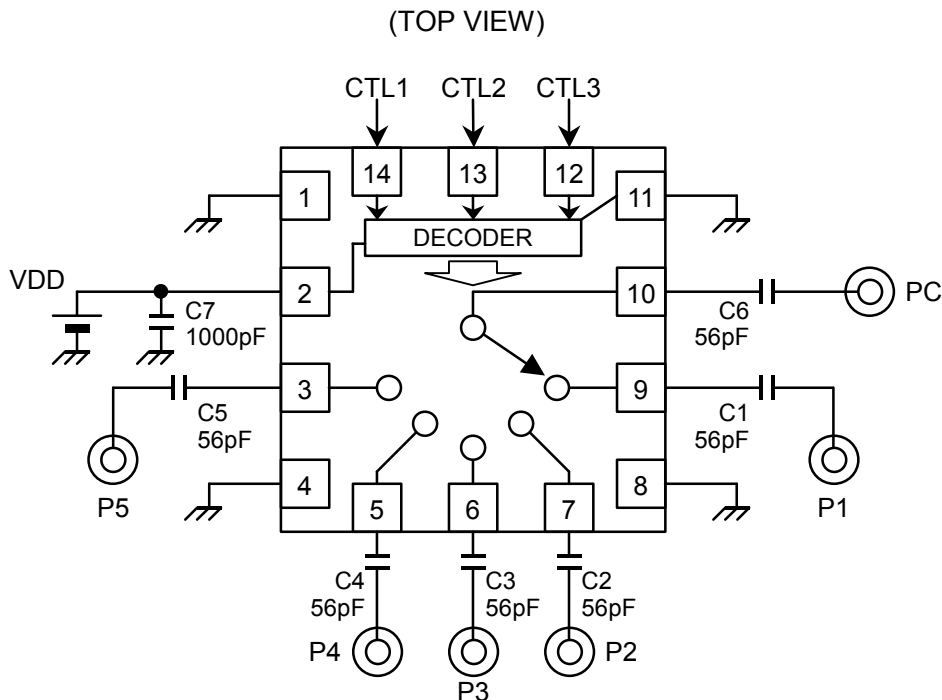 (TOP VIEW)
CTL1 CTL2 CTL3
1 14 13 12 11
DECODER
VDD
2
10
PC
C7
1000pF
C6
56pF
3
9
C5
56pF
C1
56pF
P5
4
5 6 7
8
P1
C4
56pF
C3
56pF
C2
56pF
P4
P3
P2